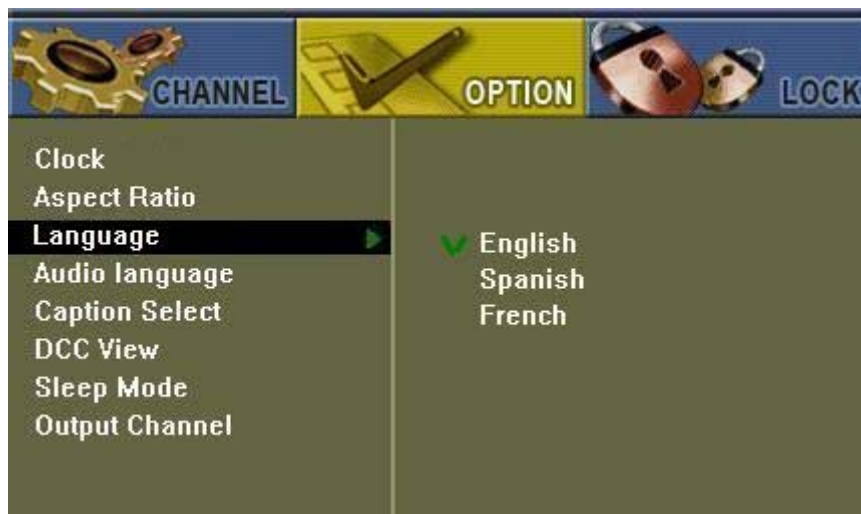 CHANNEL OPTION LOCK
Clock
Aspect Ratio
Language
Audio language
Caption Select
DCC View
Sleep Mode
Output Channel
English
Spanish
French